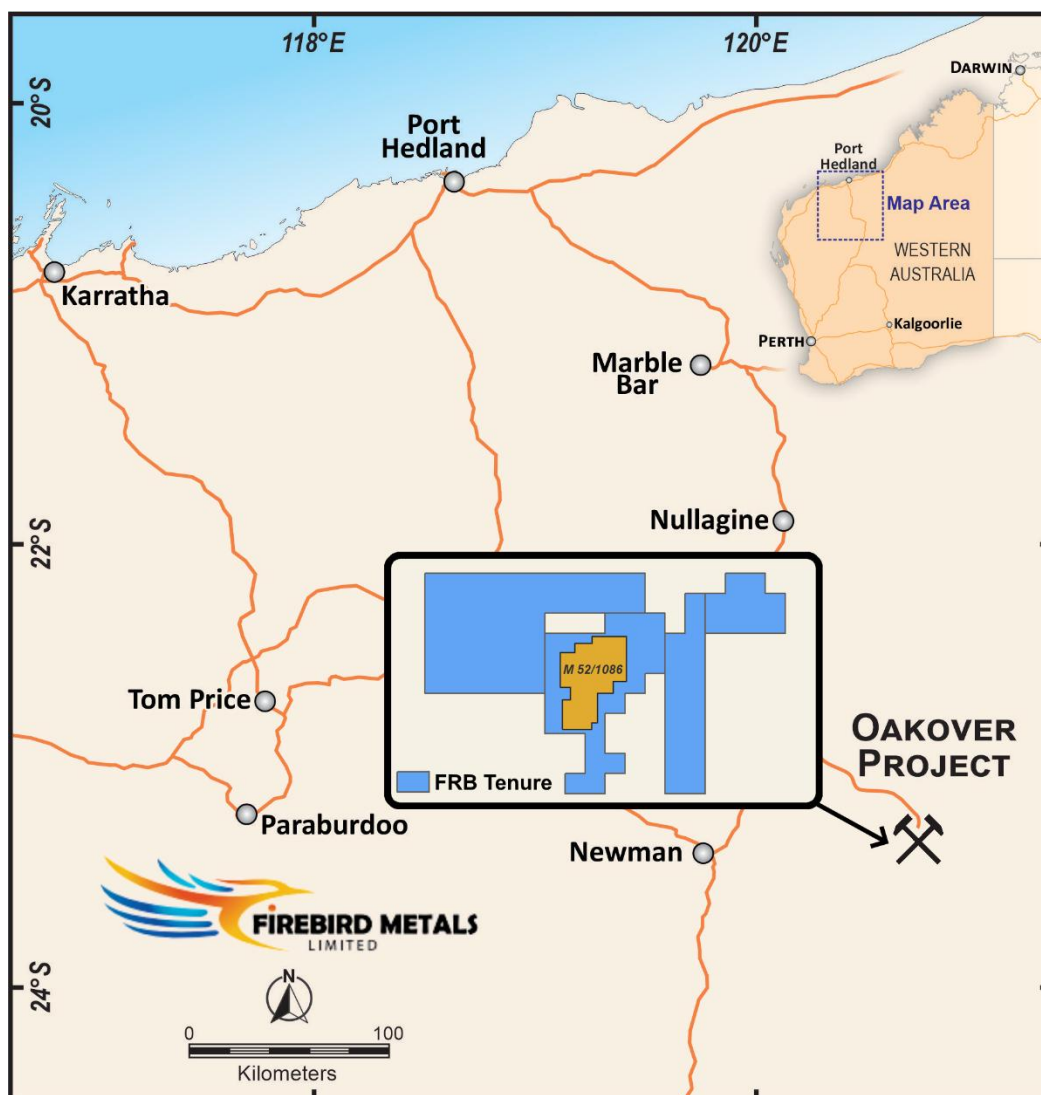 118°E
120°E
20°S
22°S
24°S
DARWIN
Port
Hedland
Map Area
WESTERN
AUSTRALIA
Kalgoorlie
PERTH
Port
Hedland
Karratha
Marble
Bar
Nullagine
M 52/1086
FRB Tenure
Tom Price
OAKOVER
PROJECT
Paraburdoo
Newman
FIREBIRD METALS
LIMITED
N
0 100
Kilometers